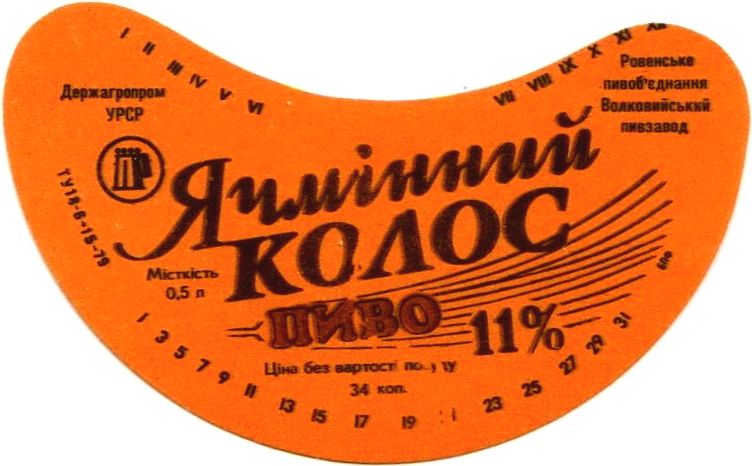 I II III IV V VI VII VIII IX X XI XII
Держагропром
УРСР
Ровенське
пивоб'єднання
Волковийський
пивзавод
ТУ18-6-15-79
Ячмінний
КОЛОС
Місткість
0,5 л
ПИВО
11%
БПФ
Ціна без вартості
34 коп.
1 3 5 7 9 11 13 15 17 19 23 25 27 29 31